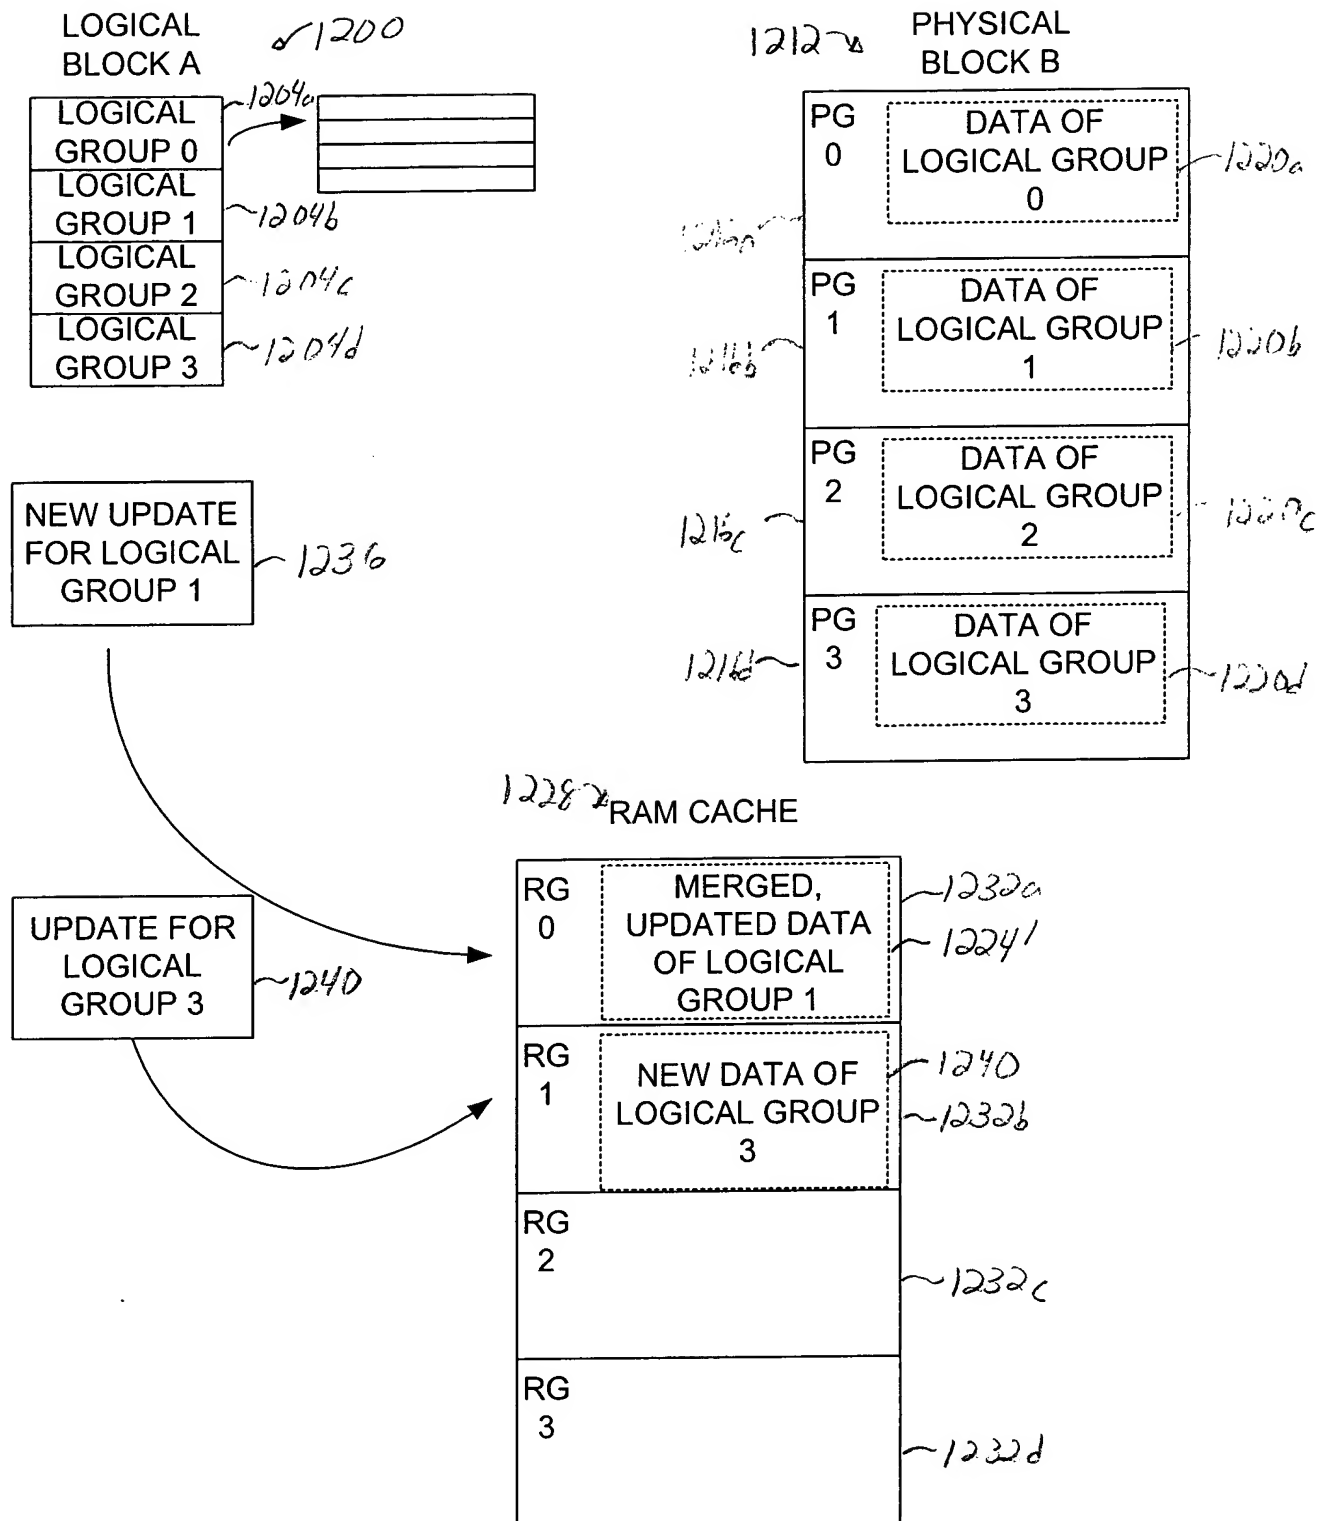 LOGICAL
BLOCK A
1200
LOGICAL
GROUP 0
1204a
LOGICAL
GROUP 1
1204b
LOGICAL
GROUP 2
1204c
LOGICAL
GROUP 3
1204d
1212
PHYSICAL
BLOCK B
PG
0
DATA OF
LOGICAL GROUP
0
1220a
PG
1
DATA OF
LOGICAL GROUP
1
1216b
1220b
PG
2
DATA OF
LOGICAL GROUP
2
1216c
1220c
PG
3
DATA OF
LOGICAL GROUP
3
1216d
1220d
NEW UPDATE
FOR LOGICAL
GROUP 1
1236
UPDATE FOR
LOGICAL
GROUP 3
1240
1228
RAM CACHE
RG
0
MERGED,
UPDATED DATA
OF LOGICAL
GROUP 1
1232a
1224'
RG
1
NEW DATA OF
LOGICAL GROUP
3
1240
1232b
RG
2
1232c
RG
3
1232d